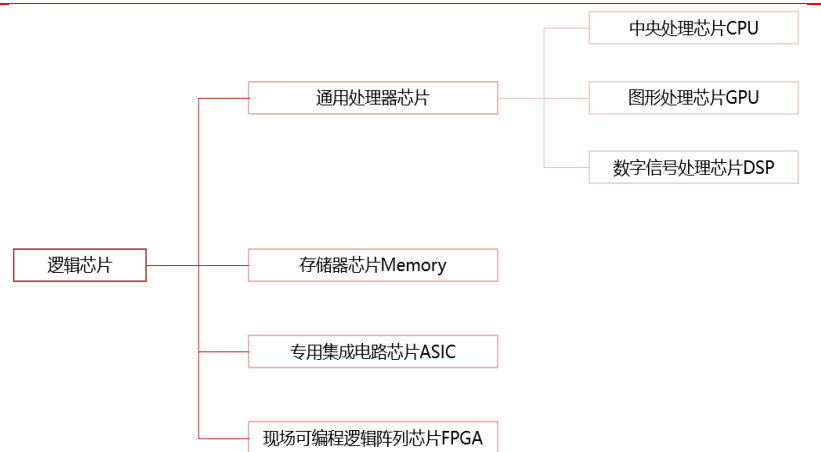 中央处理芯片CPU
通用处理器芯片
图形处理芯片GPU
数字信号处理芯片DSP
逻辑芯片
存储器芯片Memory
专用集成电路芯片ASIC
现场可编程逻辑阵列芯片FPGA